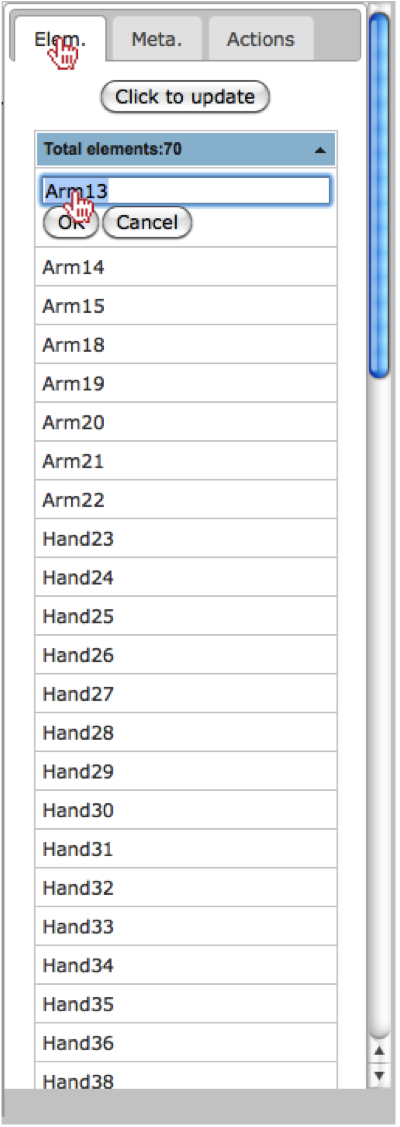 Elem. Meta. Actions
Click to update
Total elements:70
Arm13
OK Cancel
Arm14
Arm15
Arm18
Arm19
Arm20
Arm21
Arm22
Hand23
Hand24
Hand25
Hand26
Hand27
Hand28
Hand29
Hand30
Hand31
Hand32
Hand33
Hand34
Hand35
Hand36
Hand38